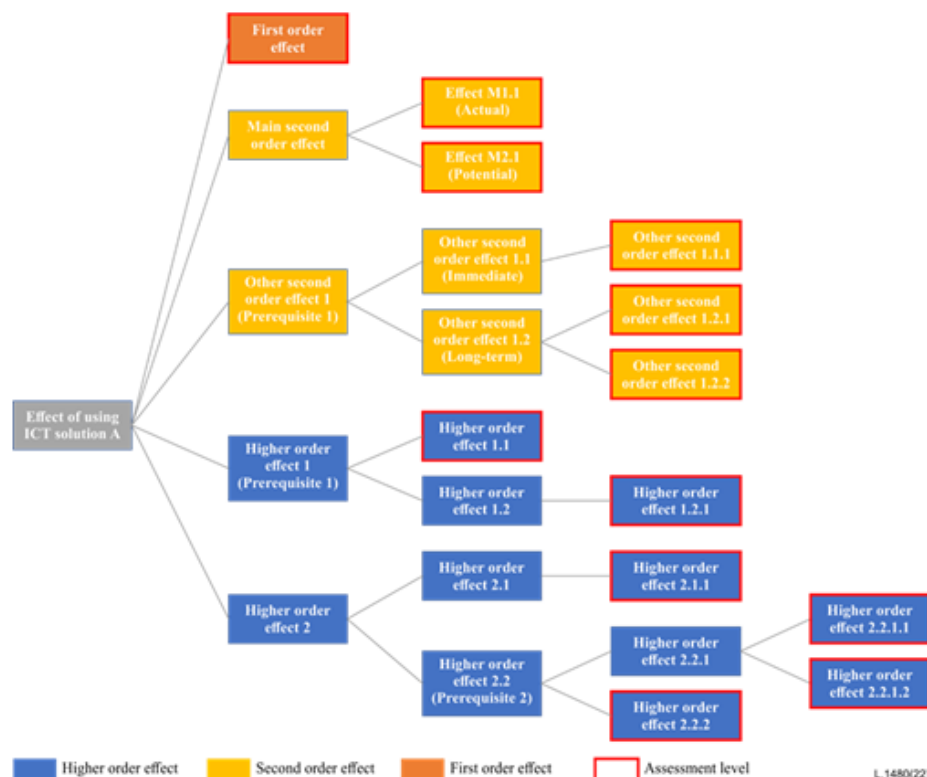 First order
effect
Main second
order effect
Effect M1.1
(Actual)
Effect M2.1
(Potential)
Other second
order effect 1
(Prerequisite 1)
Other second
order effect 1.1
(Immediate)
Other second
order effect 1.2
(Long-term)
Other second
order effect 1.1.1
Other second
order effect 1.2.1
Other second
order effect 1.2.2
Effect of using
ICT solution A
Higher order
effect 1
(Prerequisite 1)
Higher order
effect 1.1
Higher order
effect 1.2
Higher order
effect 1.2.1
Higher order
effect 2
Higher order
effect 2.1
Higher order
effect 2.1.1
Higher order
effect 2.2
(Prerequisite 2)
Higher order
effect 2.2.1
Higher order
effect 2.2.2
Higher order
effect 2.2.1.1
Higher order
effect 2.2.1.2
Higher order effect
Second order effect
First order effect
Assessment level